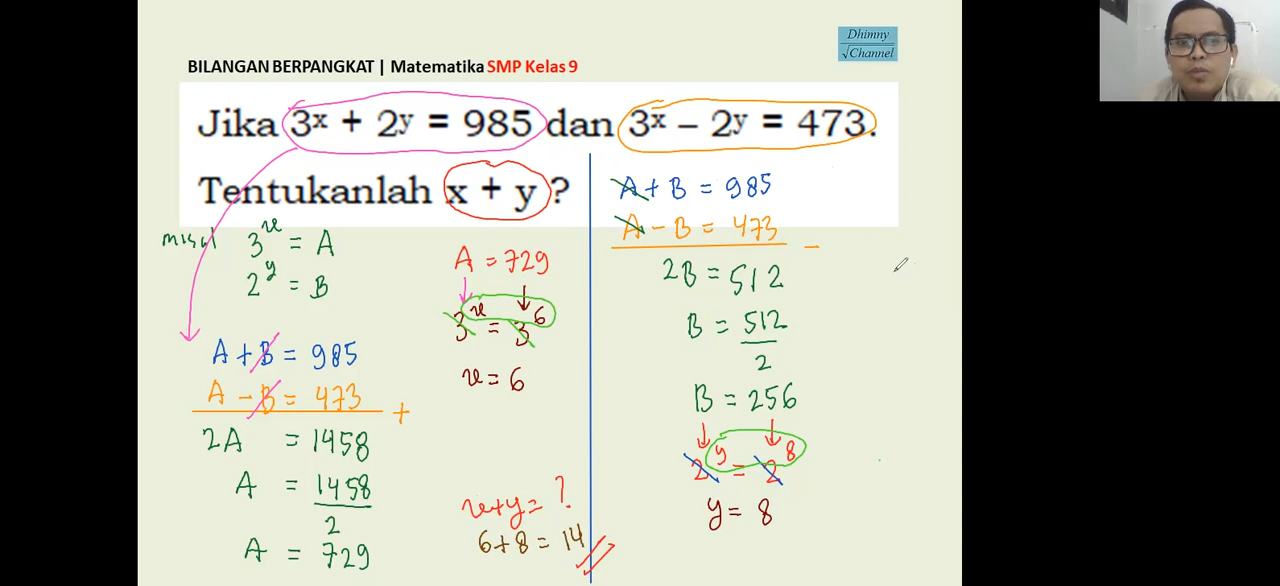 Dhimny
√Channel
BILANGAN BERPANGKAT | Matematika SMP Kelas 9
Jika 3ˣ + 2ʸ = 985 dan 3ˣ – 2ʸ = 473.
Tentukanlah x + y ?
misal 3ˣ = A
2ʸ = B
A + B = 985
A - B = 473 +
2A = 1458
A = 1458/2
A = 729
A = 729
3ˣ = 3⁶
x = 6
x+y = ?
6+8 = 14
A + B = 985
A - B = 473 -
2B = 512
B = 512/2
B = 256
2ʸ = 2⁸
y = 8